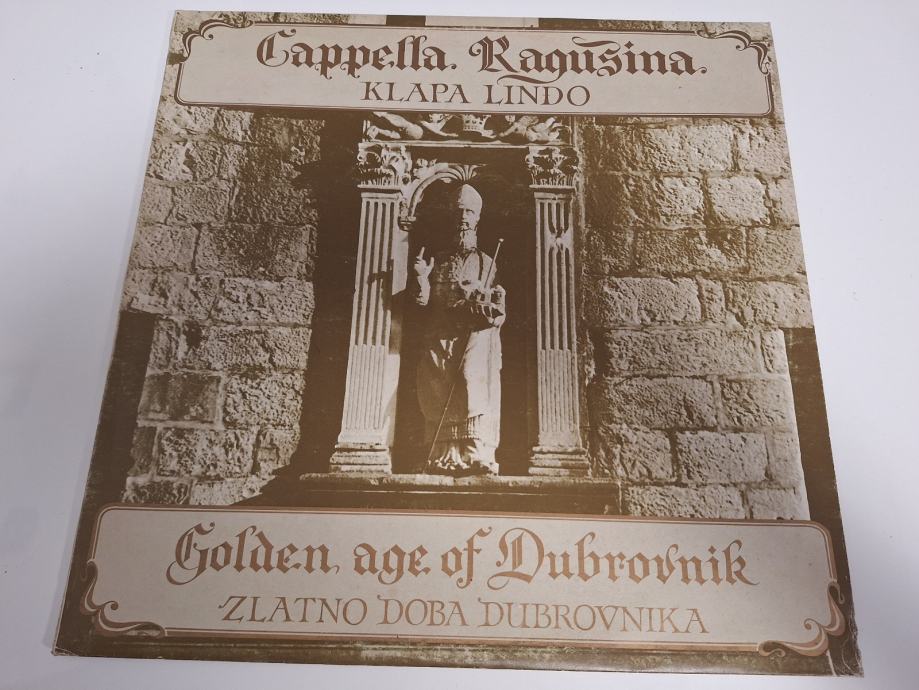 Cappella Ragusina
KLAPA LINDO
Golden age of Dubrovnik
ZLATNO DOBA DUBROVNIKA